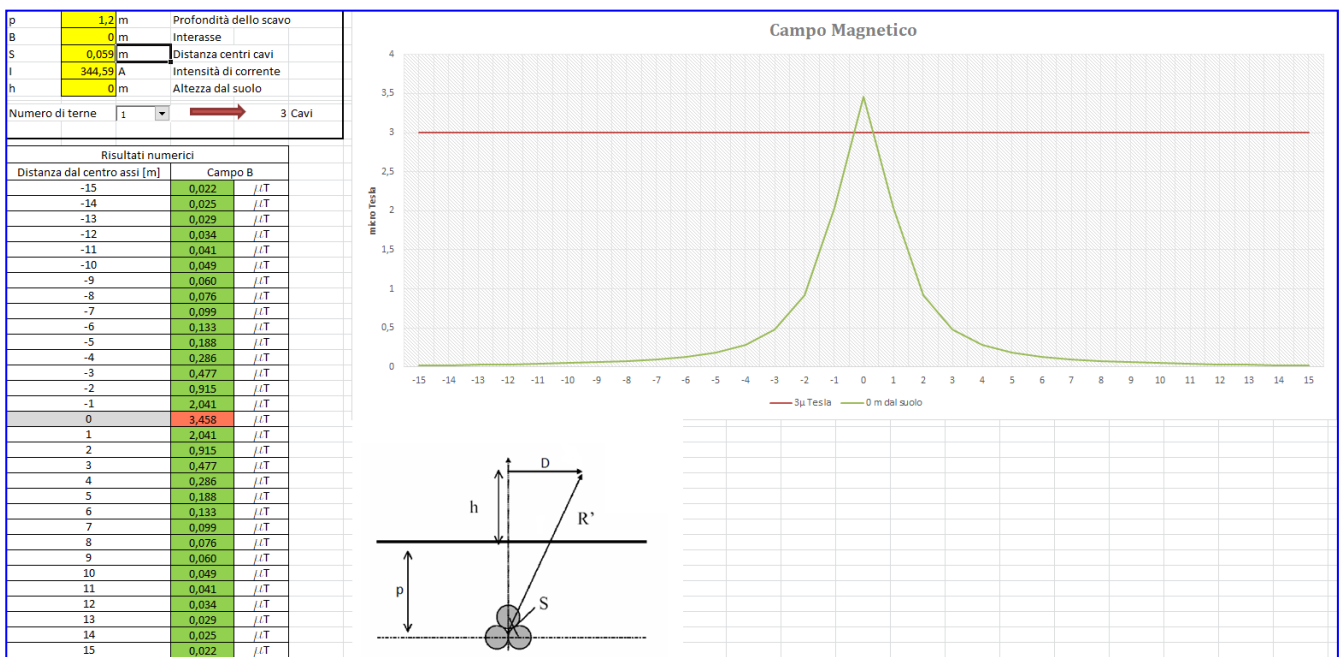 p 1,2 m Profondità dello scavo
B 0 m Interasse
S 0,059 m Distanza centri cavi
I 344,59 A Intensità di corrente
h 0 m Altezza dal suolo
Numero di terne 1 3 Cavi
Risultati numerici
Distanza dal centro assi [m] Campo B
-15 0,022 μT
-14 0,025 μT
-13 0,029 μT
-12 0,034 μT
-11 0,041 μT
-10 0,049 μT
-9 0,060 μT
-8 0,076 μT
-7 0,099 μT
-6 0,133 μT
-5 0,188 μT
-4 0,286 μT
-3 0,477 μT
-2 0,915 μT
-1 2,041 μT
0 3,458 μT
1 2,041 μT
2 0,915 μT
3 0,477 μT
4 0,286 μT
5 0,188 μT
6 0,133 μT
7 0,099 μT
8 0,076 μT
9 0,060 μT
10 0,049 μT
11 0,041 μT
12 0,034 μT
13 0,029 μT
14 0,025 μT
15 0,022 μT
Campo Magnetico
micro Tesla
4
3,5
3
2,5
2
1,5
1
0,5
0
-15 -14 -13 -12 -11 -10 -9 -8 -7 -6 -5 -4 -3 -2 -1 0 1 2 3 4 5 6 7 8 9 10 11 12 13 14 15
3μ Tesla 0 m dal suolo
D
h
R'
p
S